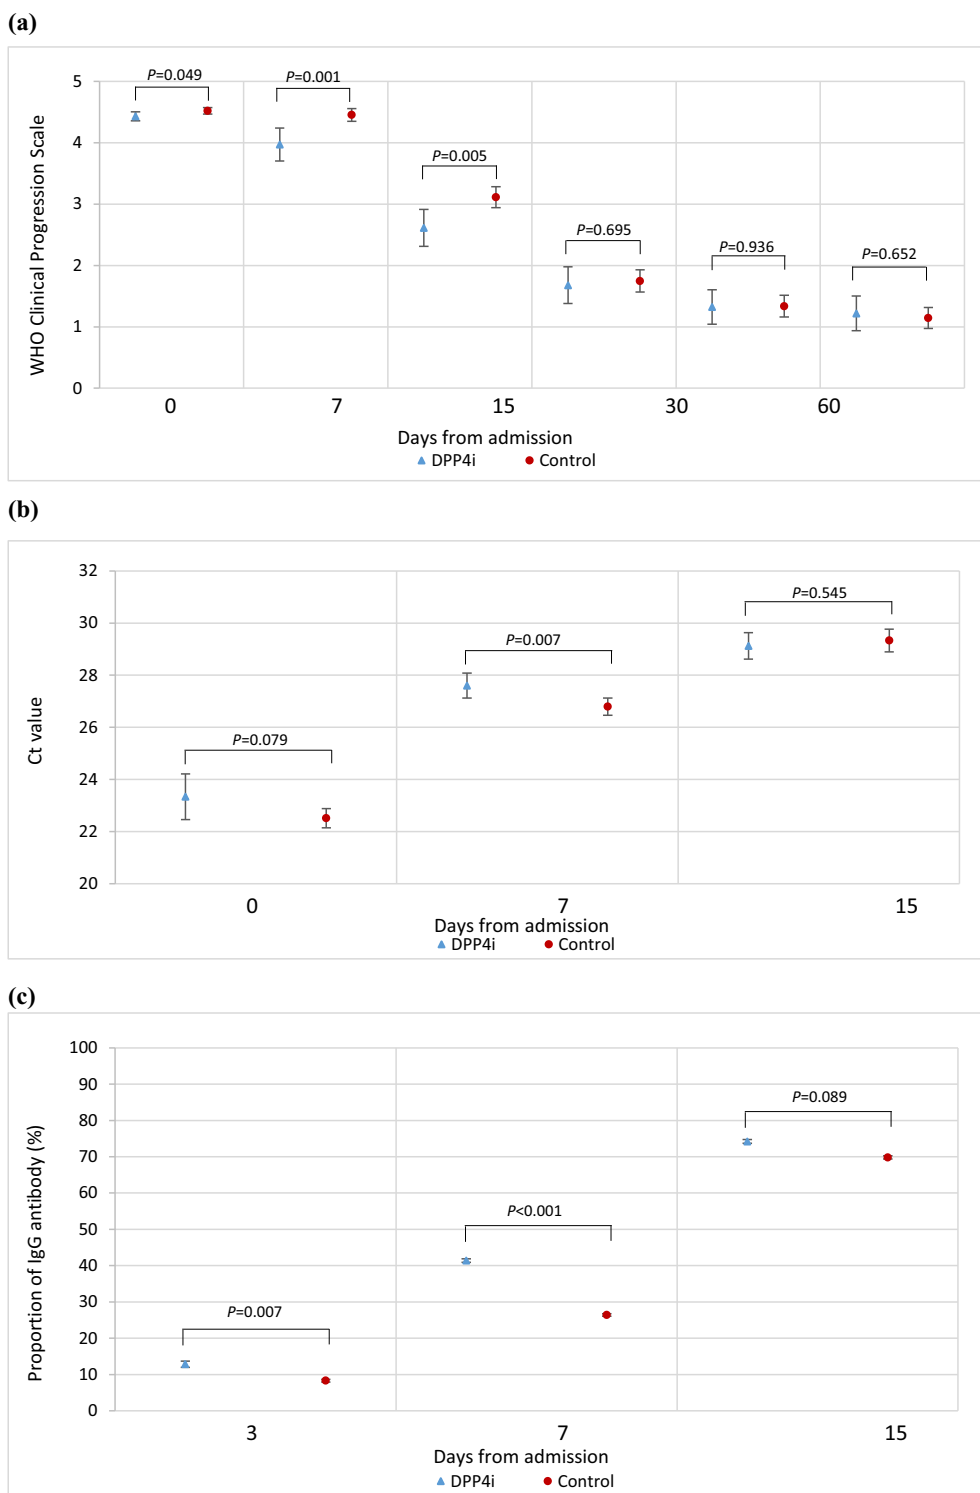 (a)
P=0.049
P=0.001
P=0.005
P=0.695
P=0.936
P=0.652
5
4
3
2
1
0
WHO Clinical Progression Scale
0 7 15 30 60
Days from admission
DPP4i Control
(b)
32
30
28
26
24
22
20
Ct value
P=0.079
P=0.007
P=0.545
0 7 15
Days from admission
DPP4i Control
(c)
100
90
80
70
60
50
40
30
20
10
0
Proportion of IgG antibody (%)
P=0.007
P<0.001
P=0.089
3 7 15
Days from admission
DPP4i Control